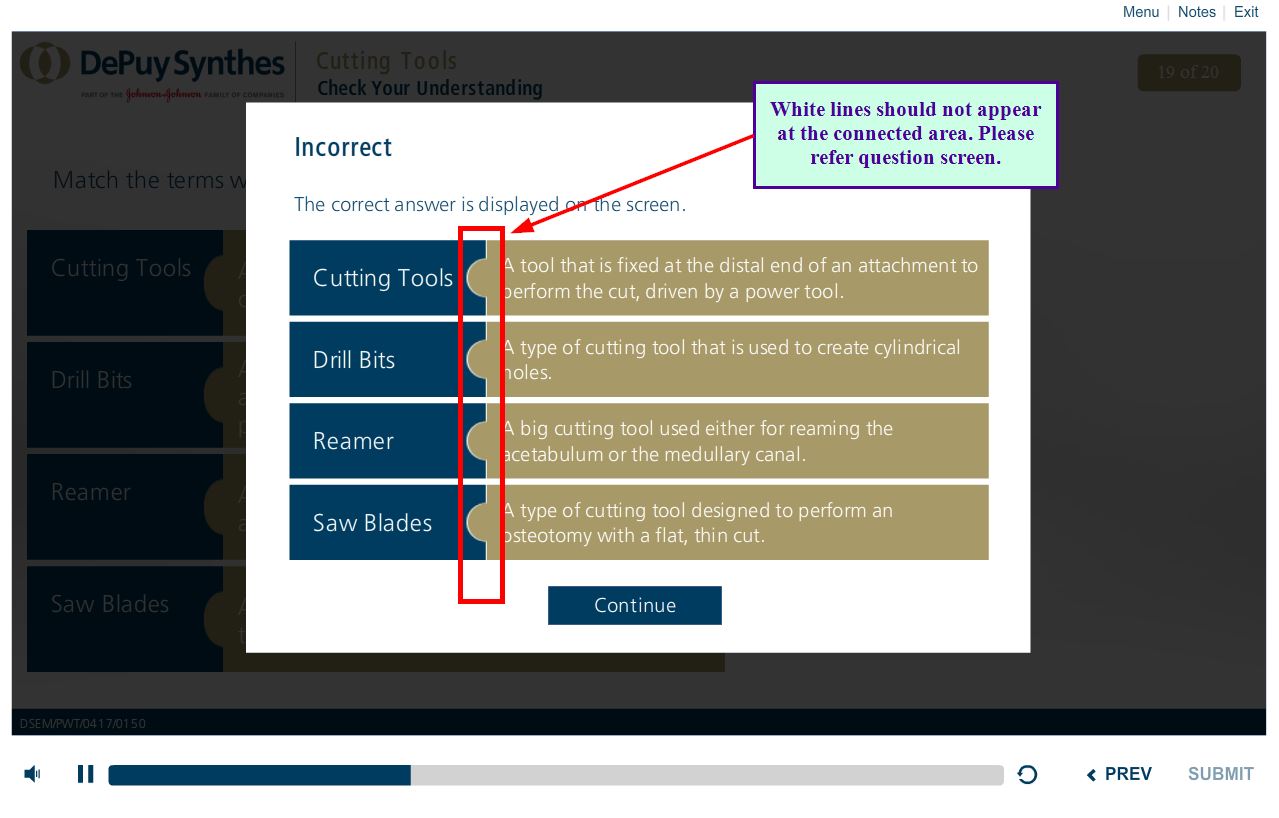 Menu | Notes | Exit
DePuy Synthes
PART OF THE Johnson & Johnson FAMILY OF COMPANIES
Cutting Tools
Check Your Understanding
19 of 20
White lines should not appear
at the connected area. Please
refer question screen.
Incorrect
Match the terms w
The correct answer is displayed on the screen.
Cutting Tools
A tool that is fixed at the distal end of an attachment to
perform the cut, driven by a power tool.
Drill Bits
A type of cutting tool that is used to create cylindrical
holes.
Reamer
A big cutting tool used either for reaming the
acetabulum or the medullary canal.
Saw Blades
A type of cutting tool designed to perform an
osteotomy with a flat, thin cut.
Continue
Cutting Tools
Drill Bits
Reamer
Saw Blades
DSEM/PWT/0417/0150
PREV
SUBMIT